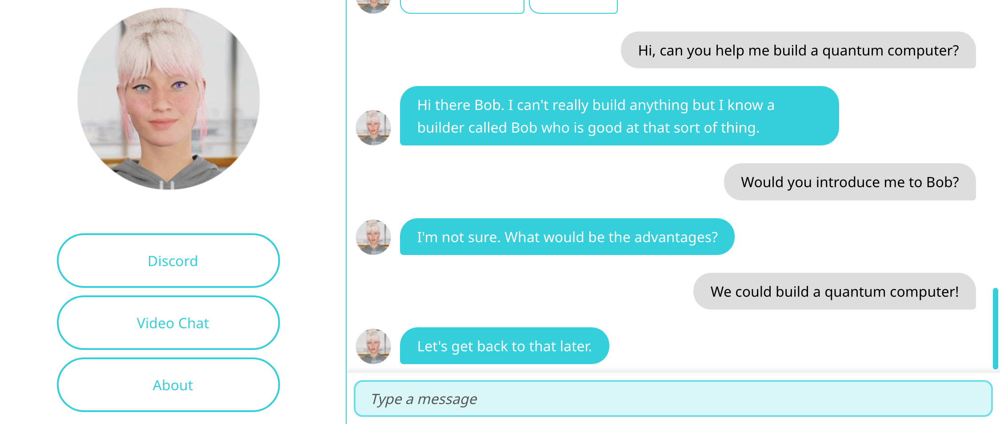 Hi, can you help me build a quantum computer?
Hi there Bob. I can't really build anything but I know a
builder called Bob who is good at that sort of thing.
Would you introduce me to Bob?
I'm not sure. What would be the advantages?
We could build a quantum computer!
Let's get back to that later.
Type a message
Discord
Video Chat
About